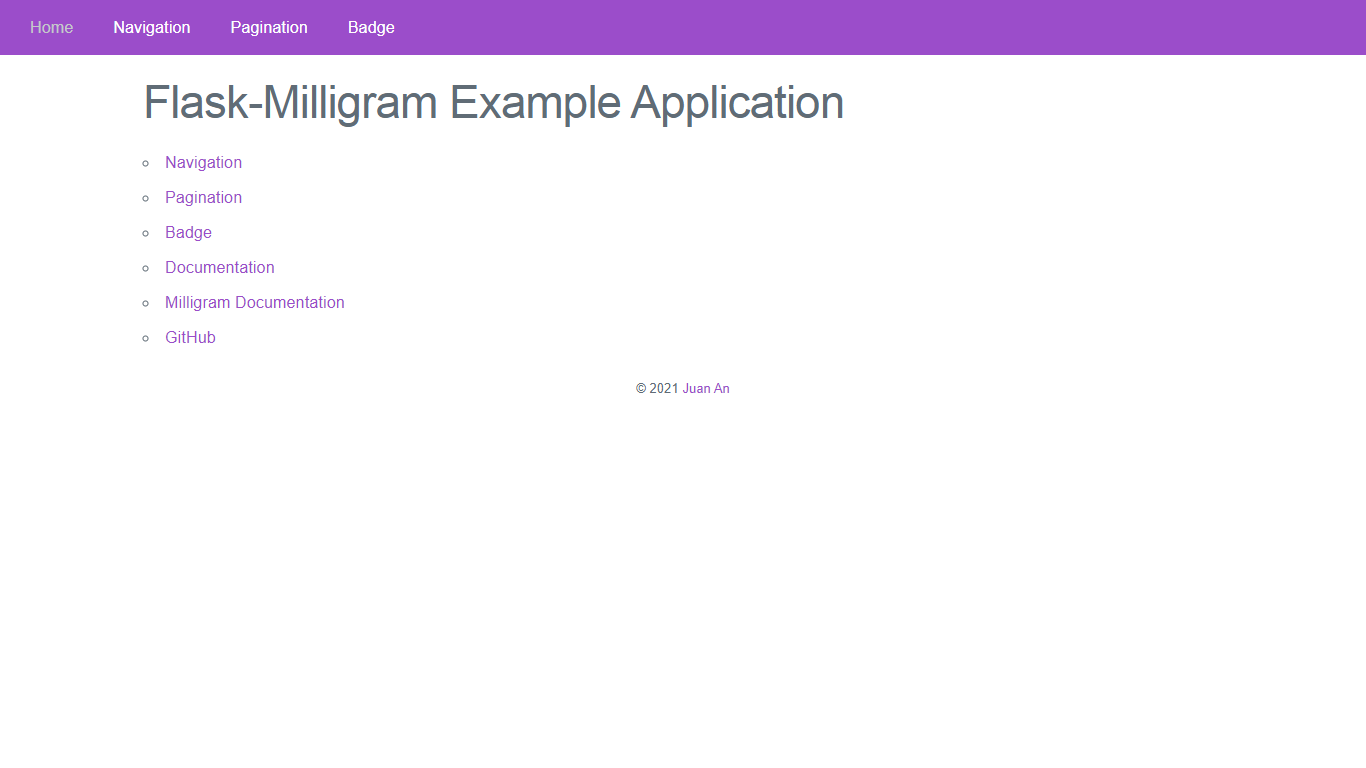 Home Navigation Pagination Badge
Flask-Milligram Example Application
Navigation
Pagination
Badge
Documentation
Milligram Documentation
GitHub
© 2021 Juan An